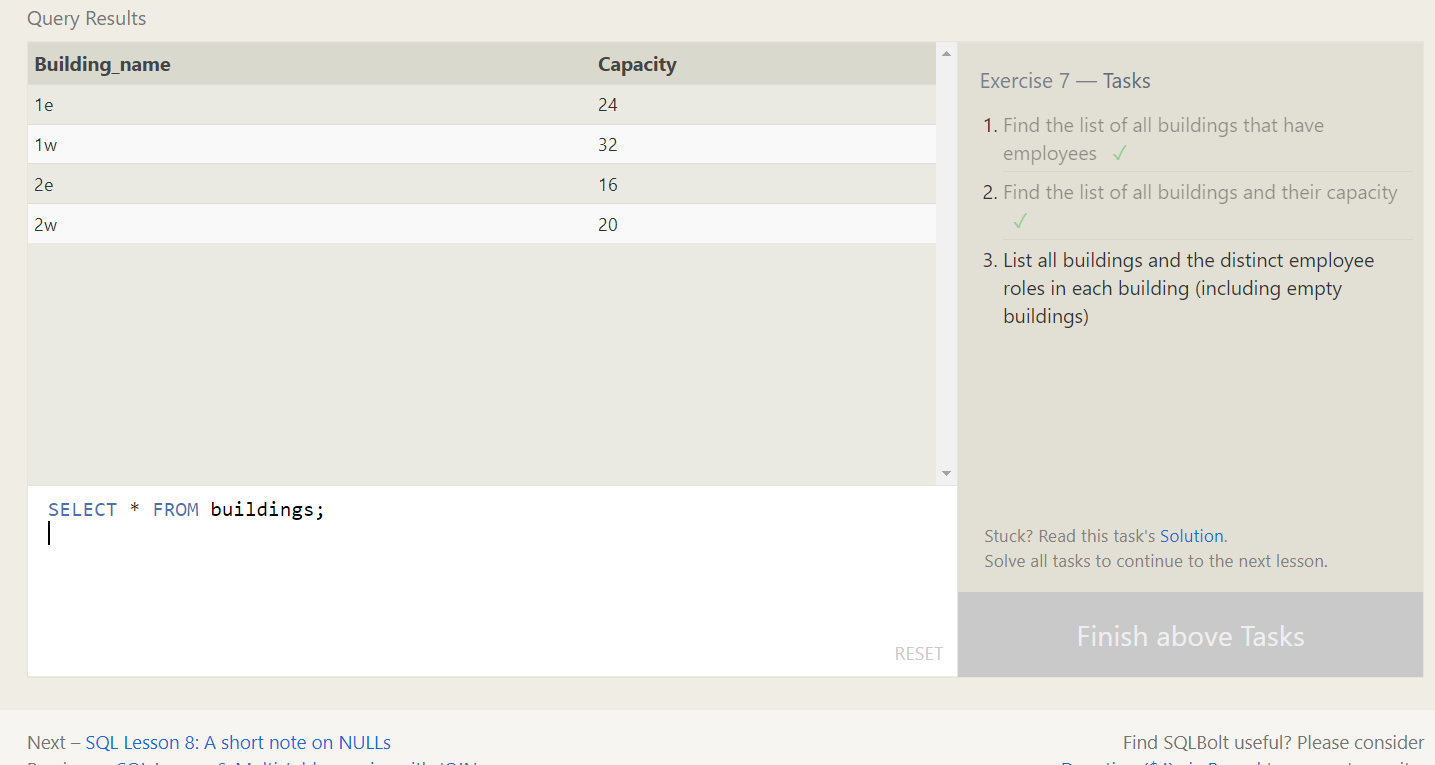 Query Results
Building_name Capacity
1e 24
1w 32
2e 16
2w 20
SELECT * FROM buildings;
RESET
Exercise 7 — Tasks
1. Find the list of all buildings that have
employees ✓
2. Find the list of all buildings and their capacity
✓
3. List all buildings and the distinct employee
roles in each building (including empty
buildings)
Stuck? Read this task's Solution.
Solve all tasks to continue to the next lesson.
Finish above Tasks
Next – SQL Lesson 8: A short note on NULLs
Find SQLBolt useful? Please consider